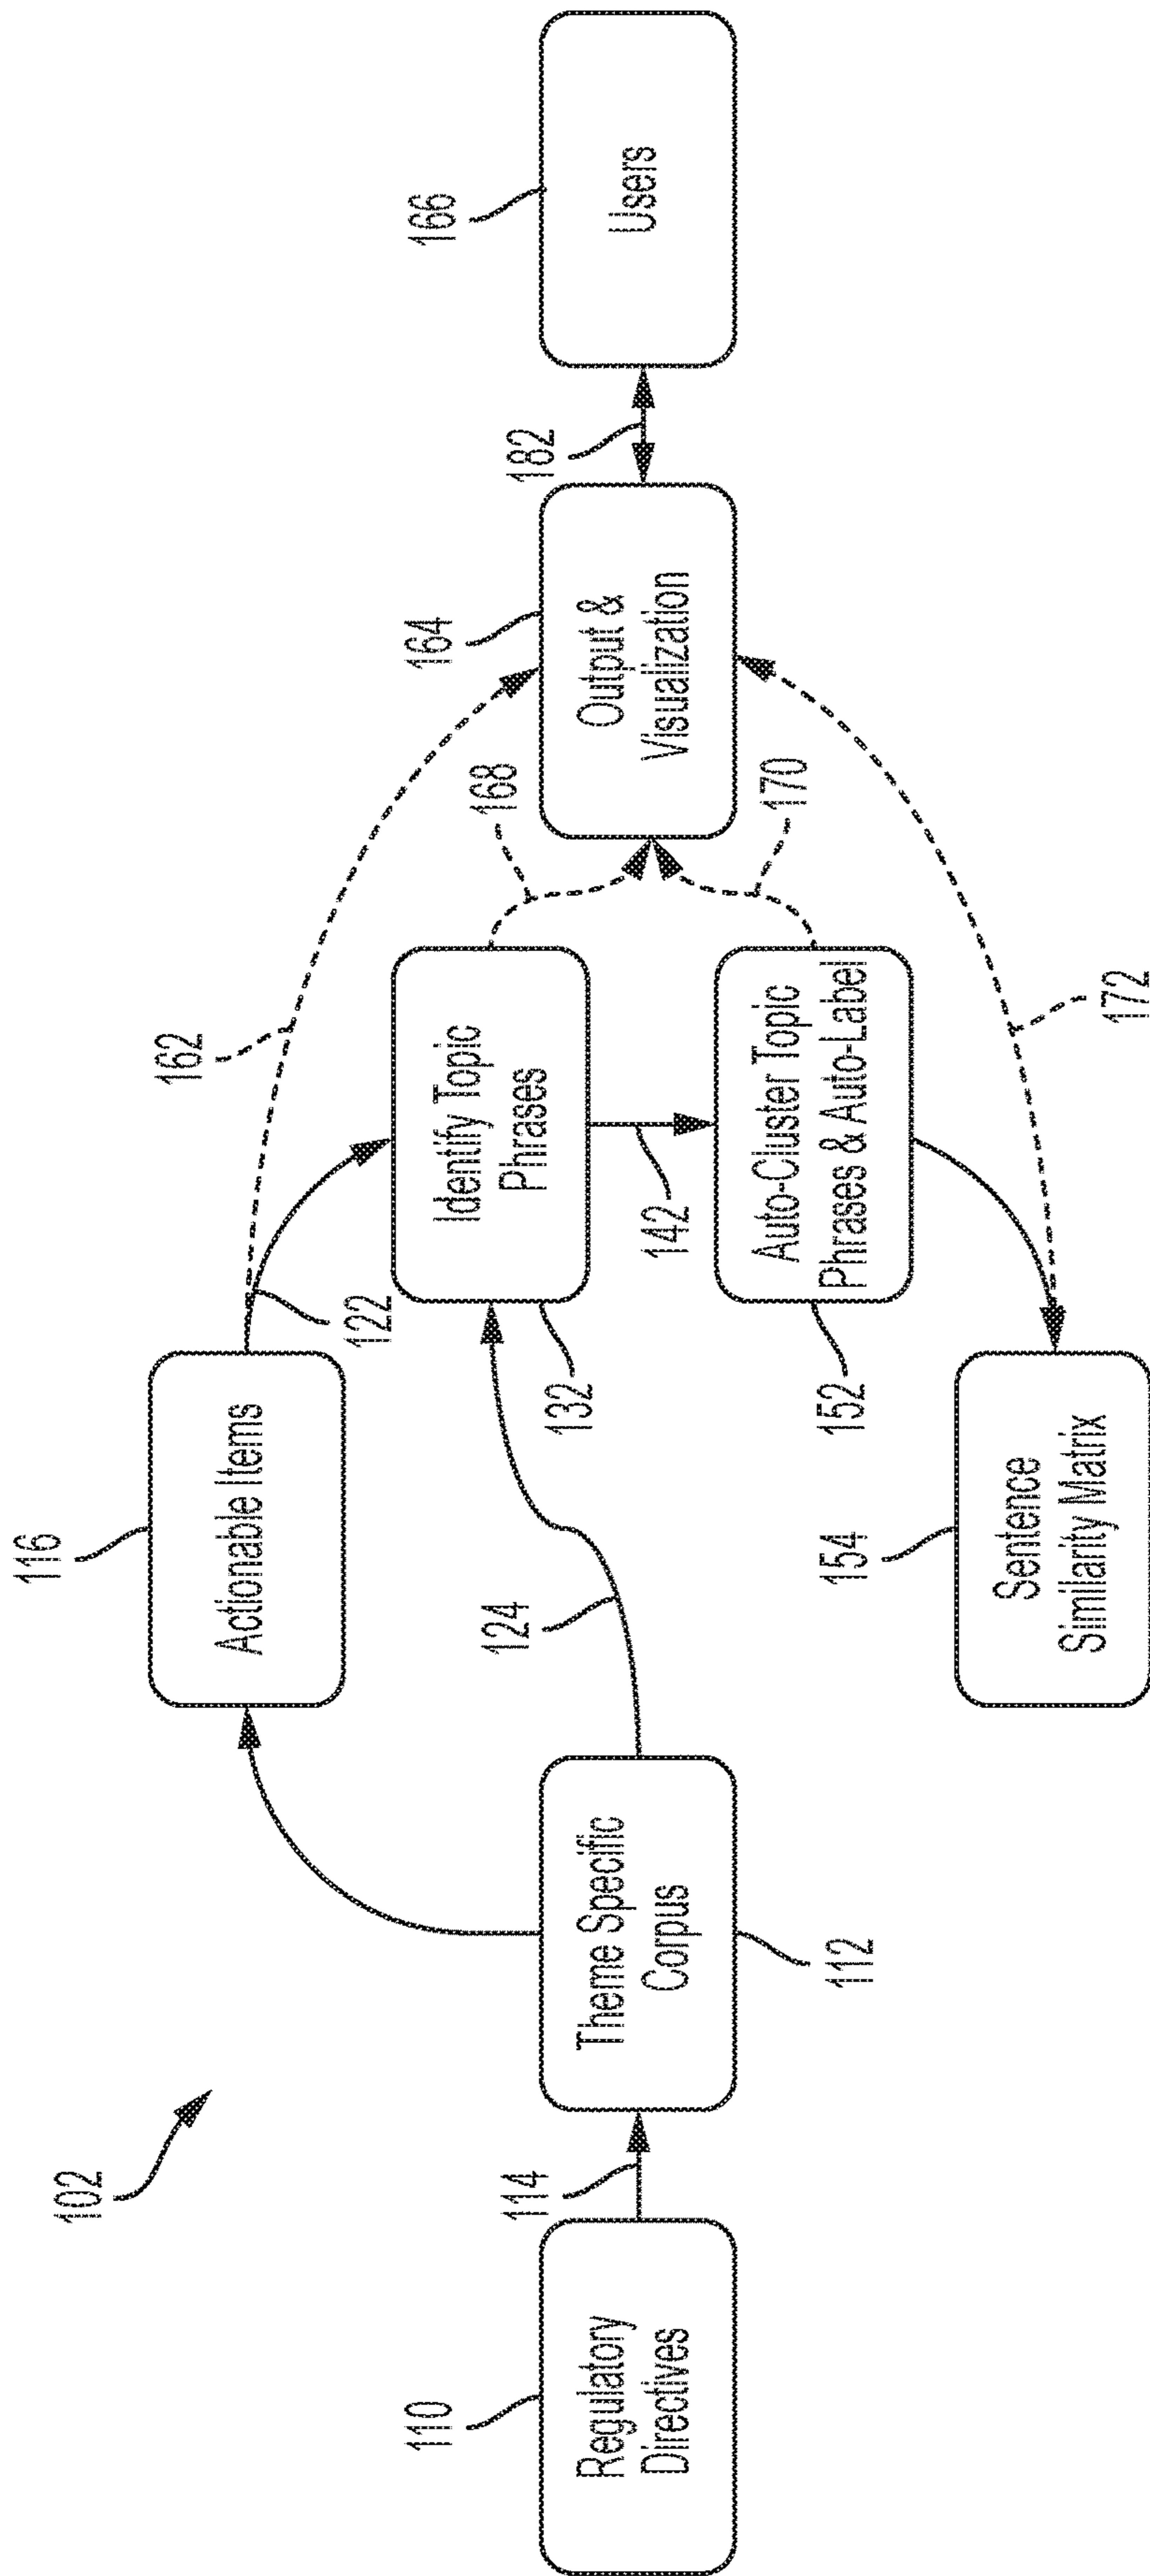 102
110
Regulatory
Directives
114
Theme Specific
Corpus
112
116
Actionable Items
122
124
Identify Topic
Phrases
132
142
Auto-Cluster Topic
Phrases & Auto-Label
152
154
Sentence
Similarity Matrix
162
168
170
172
164
Output &
Visualization
182
166
Users